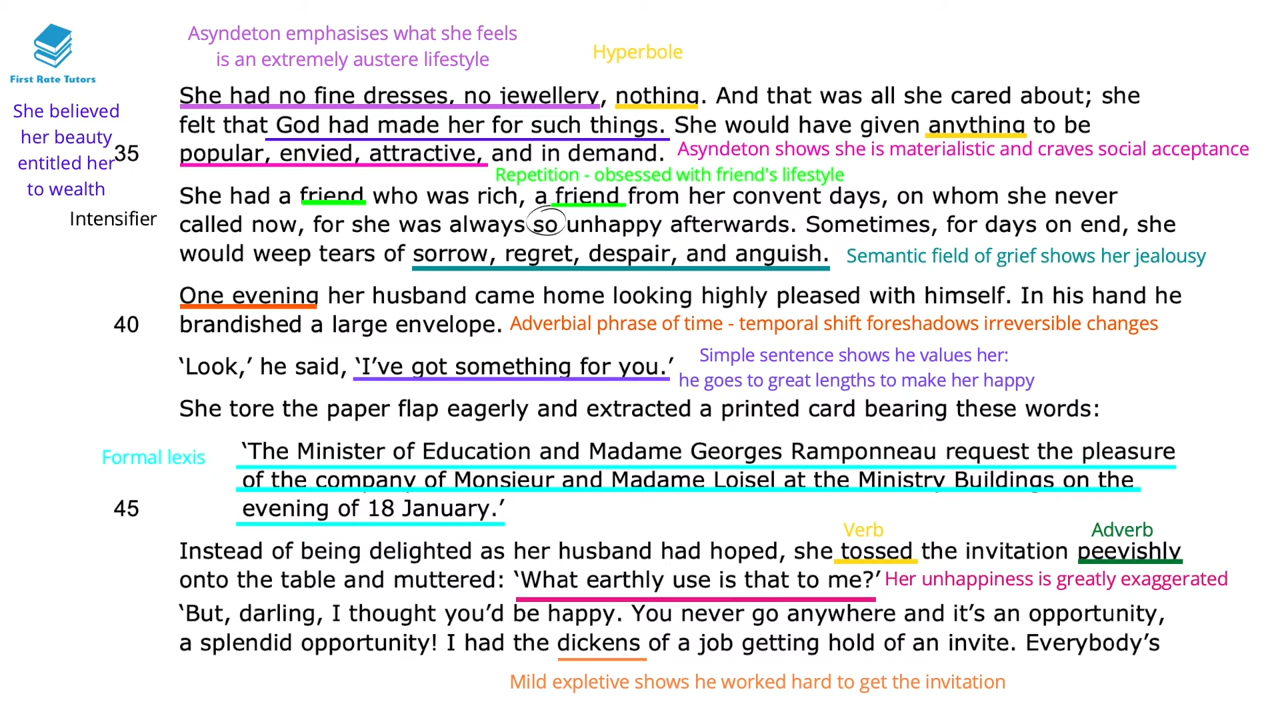 First Rate Tutors
Asyndeton emphasises what she feels
is an extremely austere lifestyle
Hyperbole
She believed
her beauty
entitled her
to wealth
She had no fine dresses, no jewellery, nothing. And that was all she cared about; she
felt that God had made her for such things. She would have given anything to be
35 popular, envied, attractive, and in demand. Asyndeton shows she is materialistic and craves social acceptance
Repetition - obsessed with friend's lifestyle
She had a friend who was rich, a friend from her convent days, on whom she never
Intensifier
called now, for she was always so unhappy afterwards. Sometimes, for days on end, she
would weep tears of sorrow, regret, despair, and anguish. Semantic field of grief shows her jealousy
One evening her husband came home looking highly pleased with himself. In his hand he
40 brandished a large envelope. Adverbial phrase of time - temporal shift foreshadows irreversible changes
Simple sentence shows he values her:
he goes to great lengths to make her happy
‘Look,’ he said, ‘I’ve got something for you.’
She tore the paper flap eagerly and extracted a printed card bearing these words:
Formal lexis
‘The Minister of Education and Madame Georges Ramponneau request the pleasure
of the company of Monsieur and Madame Loisel at the Ministry Buildings on the
45 evening of 18 January.’
Verb
Adverb
Instead of being delighted as her husband had hoped, she tossed the invitation peevishly
onto the table and muttered: ‘What earthly use is that to me?’ Her unhappiness is greatly exaggerated
‘But, darling, I thought you’d be happy. You never go anywhere and it’s an opportunity,
a splendid opportunity! I had the dickens of a job getting hold of an invite. Everybody’s
Mild expletive shows he worked hard to get the invitation